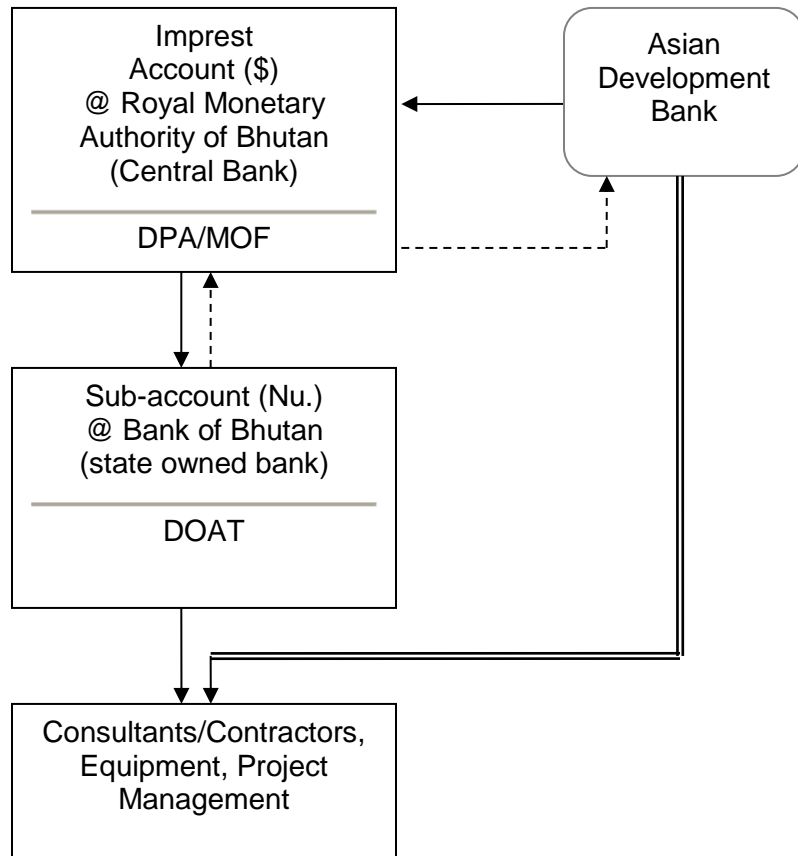 Imprest
Account ($)
@ Royal Monetary
Authority of Bhutan
(Central Bank)
DPA/MOF
Asian
Development
Bank
Sub-account (Nu.)
@ Bank of Bhutan
(state owned bank)
DOAT
Consultants/Contractors,
Equipment, Project
Management